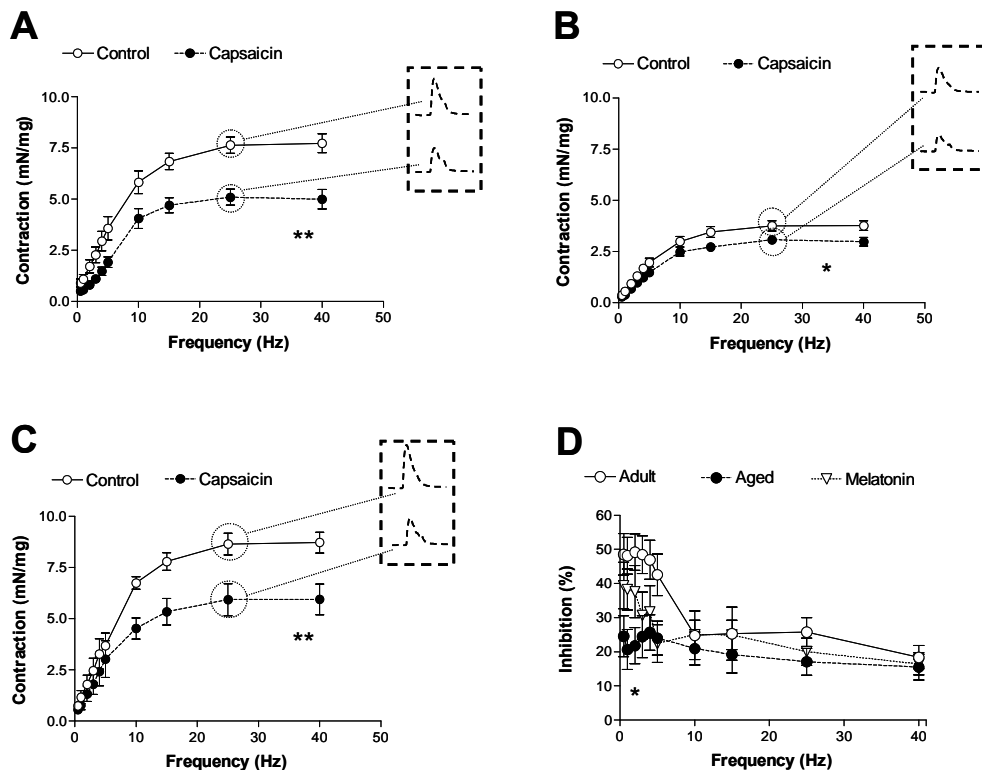 A
Control
Capsaicin
Contraction (mN/mg)
10.0
7.5
5.0
2.5
0.0
**
0 10 20 30 40 50
Frequency (Hz)
B
Control
Capsaicin
Contraction (mN/mg)
10.0
7.5
5.0
2.5
0.0
*
0 10 20 30 40 50
Frequency (Hz)
C
Control
Capsaicin
Contraction (mN/mg)
10.0
7.5
5.0
2.5
0.0
**
0 10 20 30 40 50
Frequency (Hz)
D
Adult
Aged
Melatonin
Inhibition (%)
60
50
40
30
20
10
0
*
0 10 20 30 40
Frequency (Hz)